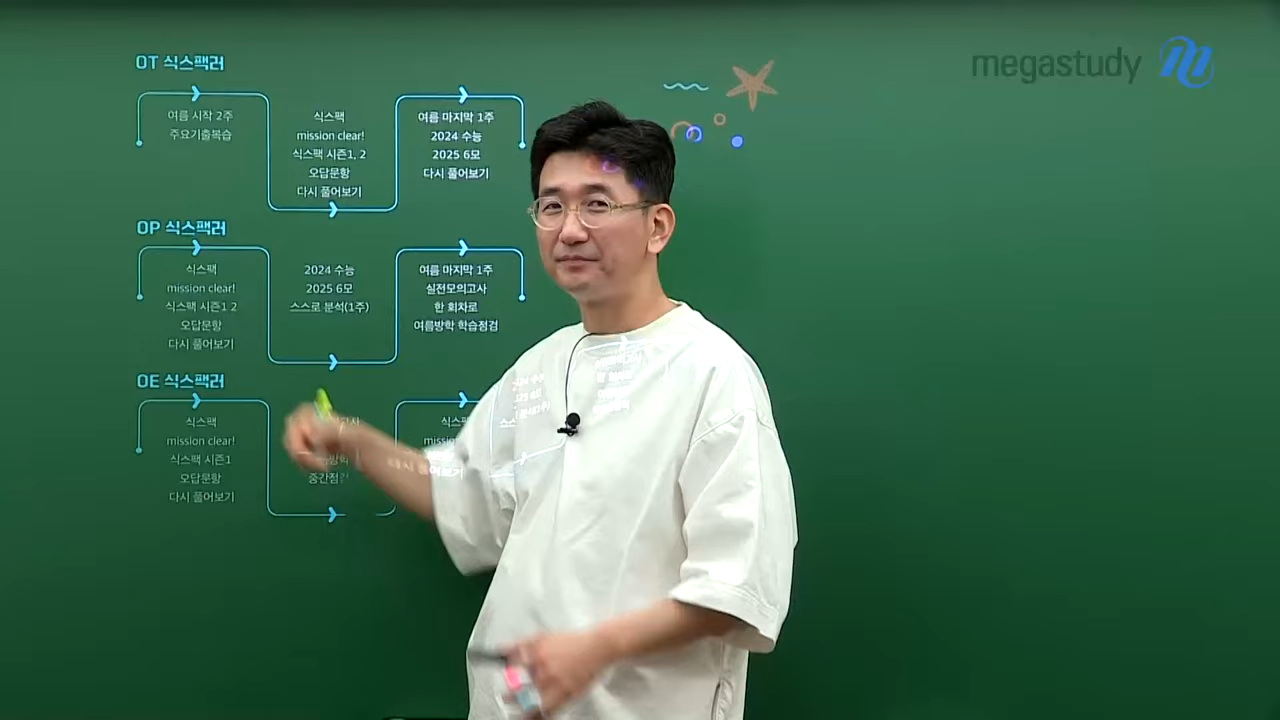 megastudy
OT 식스팩러
여름 시작 2주
주요기출복습
식스팩
mission clear!
식스팩 시즌1, 2
오답문항
다시 풀어보기
여름 마지막 1주
2024 수능
2025 6모
다시 풀어보기
OP 식스팩러
식스팩
mission clear!
식스팩 시즌1 2
오답문항
다시 풀어보기
2024 수능
2025 6모
스스로 분석(1주)
여름 마지막 1주
실전모의고사
한 회차로
여름방학 학습점검
OE 식스팩러
식스팩
mission clear!
식스팩 시즌1
오답문항
다시 풀어보기
중간점검